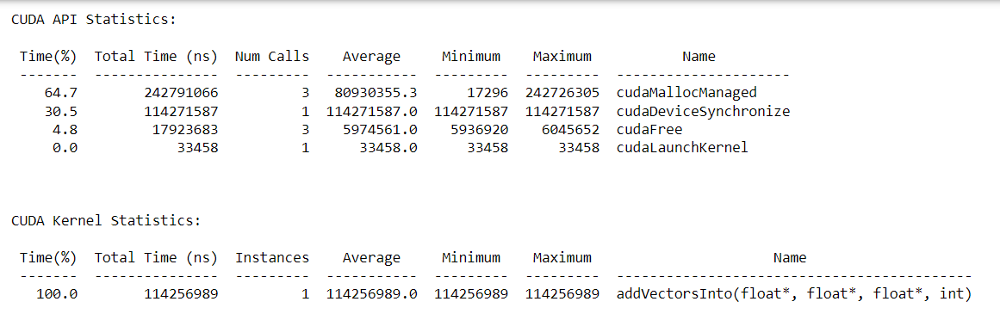 CUDA API Statistics:
Time(%)  Total Time (ns)  Num Calls    Average     Minimum    Maximum            Name
-------  ---------------  ---------  -----------  ---------  ---------  ---------------------
   64.7        242791066          3   80930355.3      17296  242726305  cudaMallocManaged
   30.5        114271587          1  114271587.0  114271587  114271587  cudaDeviceSynchronize
    4.8         17923683          3    5974561.0    5936920    6045652  cudaFree
    0.0            33458          1      33458.0      33458      33458  cudaLaunchKernel
CUDA Kernel Statistics:
Time(%)  Total Time (ns)  Instances    Average     Minimum    Maximum                       Name
-------  ---------------  ---------  -----------  ---------  ---------  -------------------------------------------
  100.0        114256989          1  114256989.0  114256989  114256989  addVectorsInto(float*, float*, float*, int)